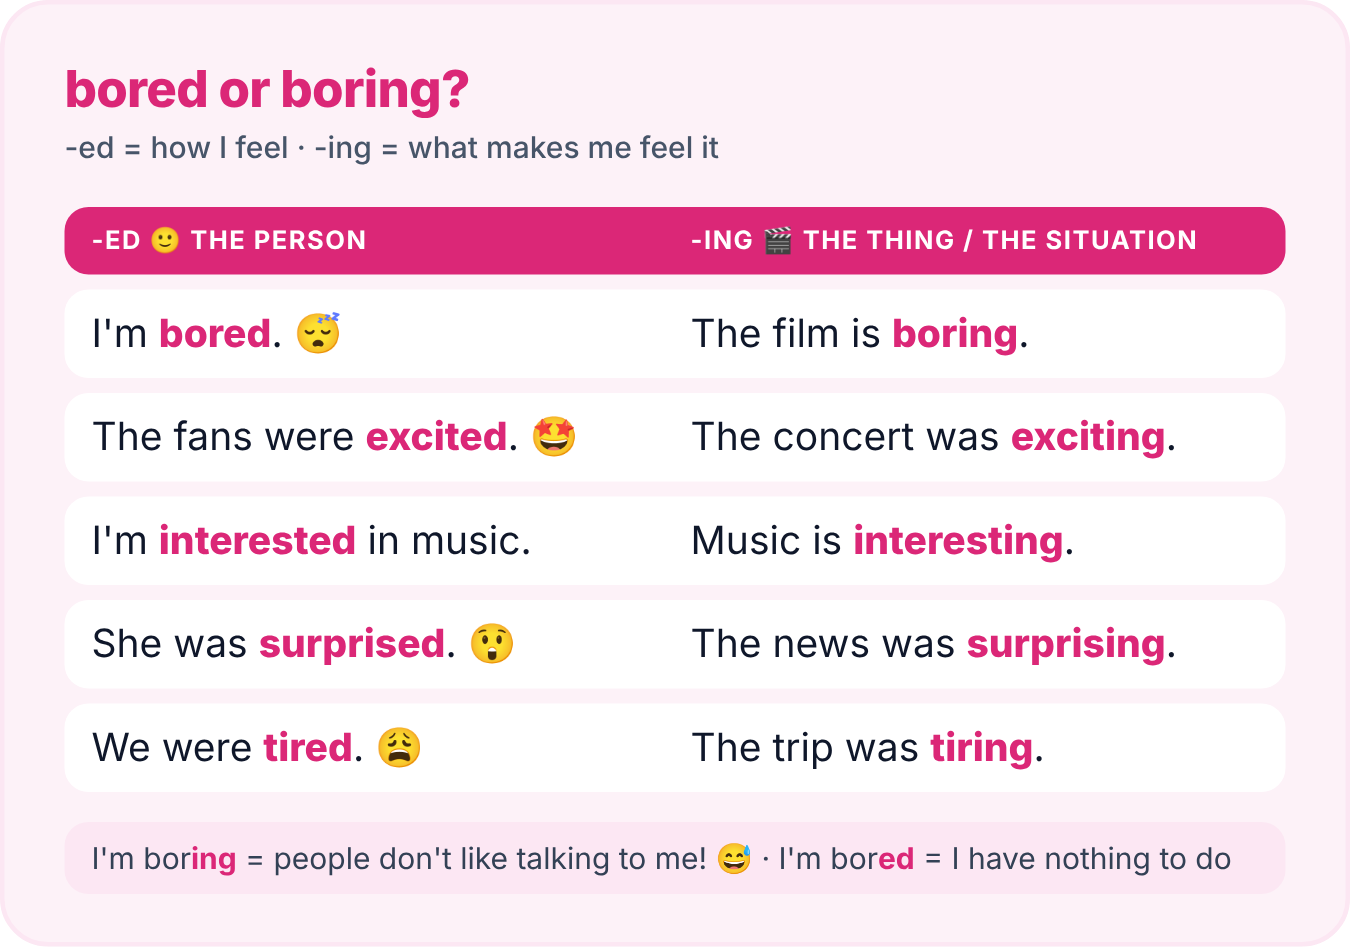 bored or boring?
-ed = how I feel · -ing = what makes me feel it
-ED 🙂 THE PERSON
-ING 🎬 THE THING / THE SITUATION
I'm bored. 😴
The film is boring.
The fans were excited. 🤩
The concert was exciting.
I'm interested in music.
Music is interesting.
She was surprised. 😲
The news was surprising.
We were tired. 😩
The trip was tiring.
I'm boring = people don't like talking to me! 😅 · I'm bored = I have nothing to do